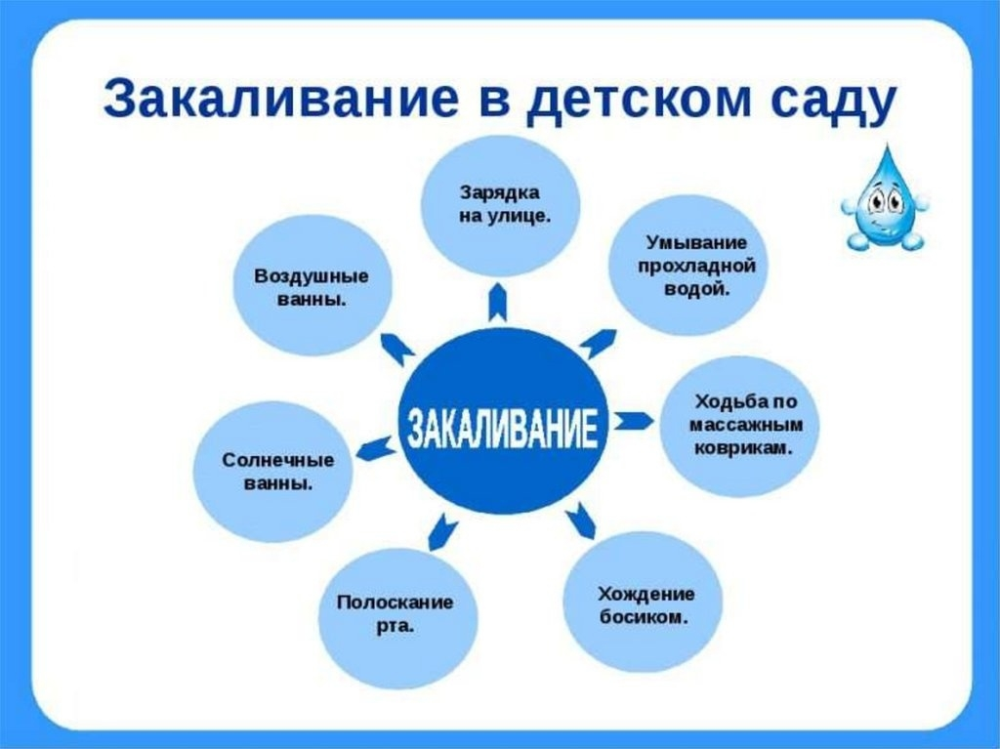 Закаливание в детском саду
Зарядка
на улице.
Умывание
прохладной
водой.
Воздушные
ванны.
ЗАКАЛИВАНИЕ
Ходьба по
массажным
коврикам.
Солнечные
ванны.
Полоскание
рта.
Хождение
босиком.